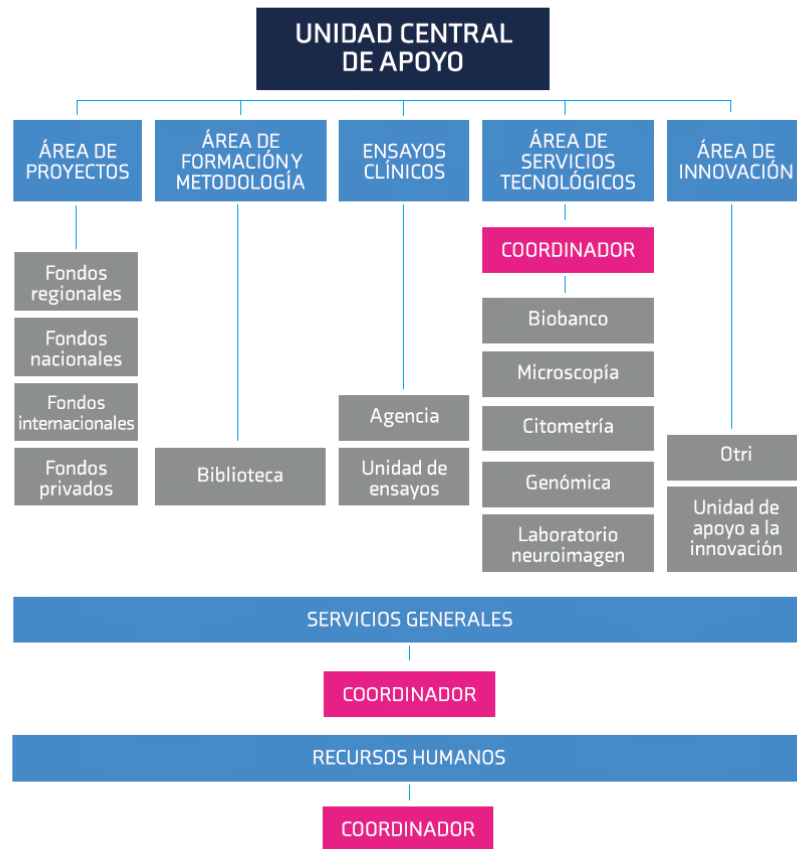 UNIDAD CENTRAL
DE APOYO
ÁREA DE
PROYECTOS
Fondos
regionales
Fondos
nacionales
Fondos
internacionales
Fondos
privados
ÁREA DE
FORMACIÓN Y
METODOLOGÍA
Biblioteca
ENSAYOS
CLÍNICOS
Agencia
Unidad de
ensayos
ÁREA DE
SERVICIOS
TECNOLÓGICOS
COORDINADOR
Biobanco
Microscopía
Citometría
Genómica
Laboratorio
neuroimagen
ÁREA DE
INNOVACIÓN
Otri
Unidad de
apoyo a la
innovación
SERVICIOS GENERALES
COORDINADOR
RECURSOS HUMANOS
COORDINADOR